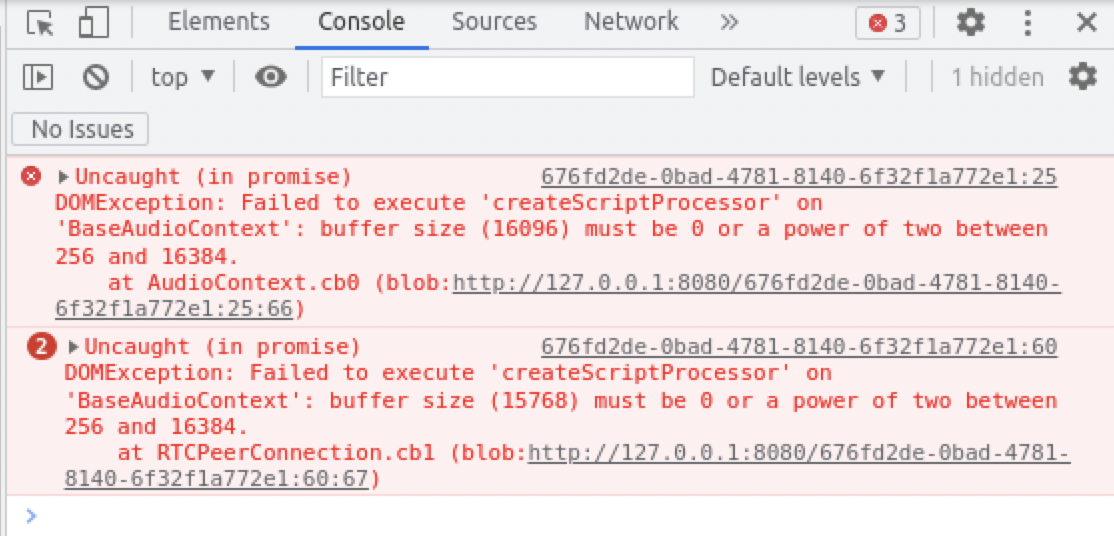 Elements Console Sources Network » 3
top ▼ Filter Default levels ▼ 1 hidden
No Issues
▶Uncaught (in promise) 676fd2de-0bad-4781-8140-6f32f1a772e1:25
DOMException: Failed to execute 'createScriptProcessor' on
'BaseAudioContext': buffer size (16096) must be 0 or a power of two between
256 and 16384.
at AudioContext.cb0 (blob:http://127.0.0.1:8080/676fd2de-0bad-4781-8140-
6f32f1a772e1:25:66)
2 ▶Uncaught (in promise) 676fd2de-0bad-4781-8140-6f32f1a772e1:60
DOMException: Failed to execute 'createScriptProcessor' on
'BaseAudioContext': buffer size (15768) must be 0 or a power of two between
256 and 16384.
at RTCPeerConnection.cb1 (blob:http://127.0.0.1:8080/676fd2de-0bad-4781-
8140-6f32f1a772e1:60:67)
>